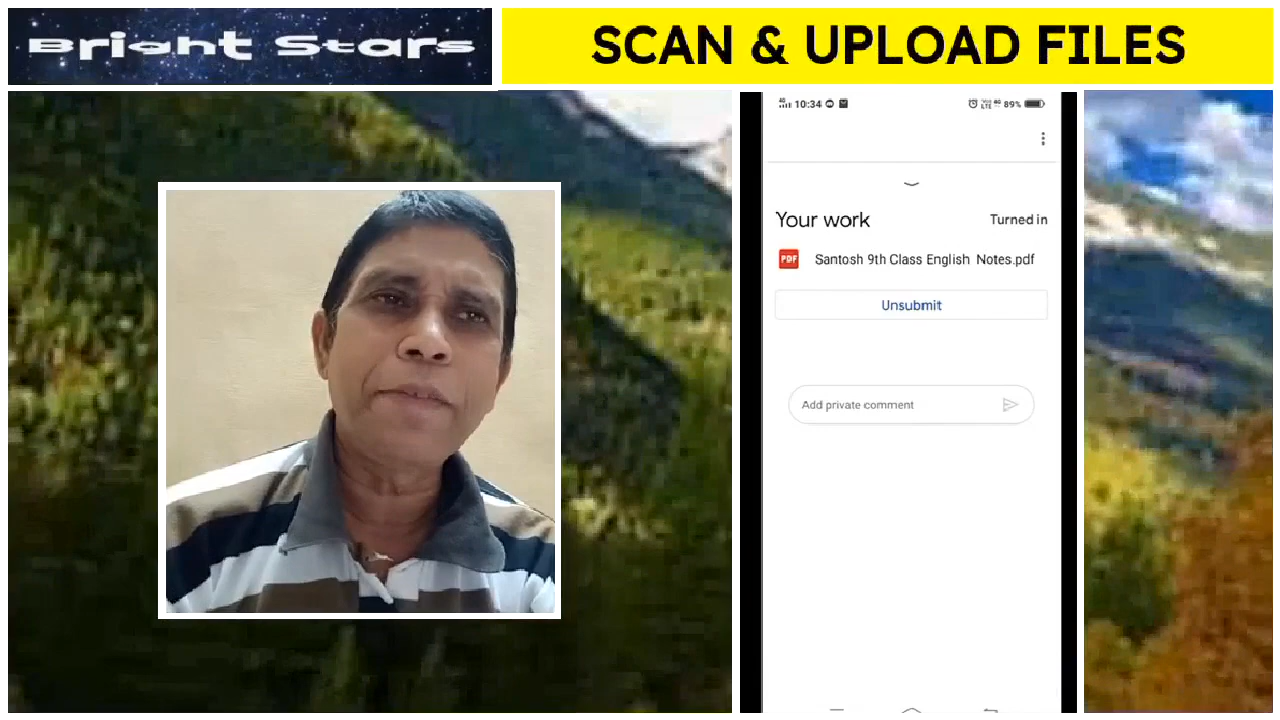 Bright Stars
SCAN & UPLOAD FILES
10:34
89%
Your work
Turned in
PDF
Santosh 9th Class English Notes.pdf
Unsubmit
Add private comment